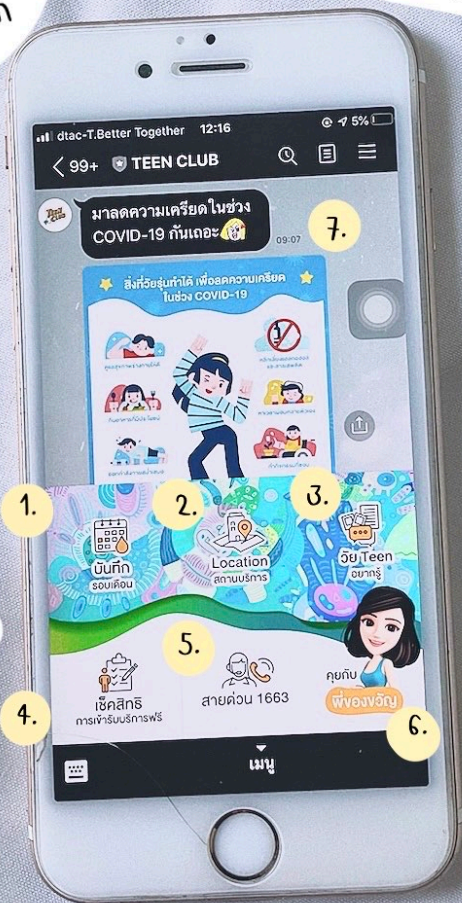 dtac-T.Better Together 12:16 5%
99+ TEEN CLUB
TEEN CLUB
มาลดความเครียดในช่วง
COVID-19 กันเถอะ
09:07
7.
สิ่งที่วัยรุ่นทำได้ เพื่อลดความเครียด
ในช่วง COVID-19
1.
2.
3.
บันทึก
รอบเดือน
Location
สถานบริการ
วัย Teen
อยากรู้
4.
5.
6.
เช็คสิทธิ
การเข้ารับบริการฟรี
สายด่วน 1663
คุยกับ
พี่ของขวัญ
เมนู